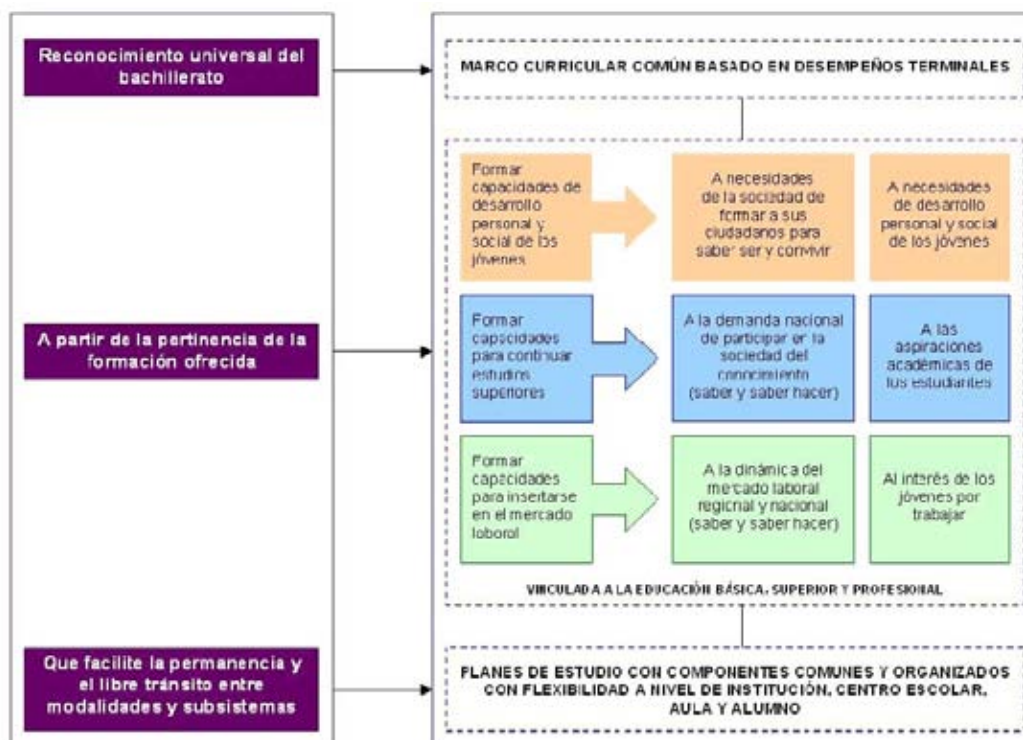 Reconocimiento universal del
bachillerato
MARCO CURRICULAR COMÚN BASADO EN DESEMPEÑOS TERMINALES
Formar
capacidades de
desarrollo
personal y
social de los
jóvenes
A necesidades
de la sociedad de
formar a sus
ciudadanos para
saber ser y convivir
A necesidades
de desarrollo
personal y social
de los jóvenes
A partir de la pertinencia de la
formación ofrecida
Formar
capacidades
para continuar
estudios
superiores
A la demanda nacional
de participar en la
sociedad del
conocimiento
(saber y saber hacer)
A las
aspiraciones
académicas de
los estudiantes
Formar
capacidades
para insertarse
en el mercado
laboral
A la dinámica del
mercado laboral
regional y nacional
(saber y saber hacer)
Al interés de los
jóvenes por
trabajar
VINCULADA A LA EDUCACIÓN BÁSICA, SUPERIOR Y PROFESIONAL
Que facilite la permanencia y
el libre tránsito entre
modalidades y subsistemas
PLANES DE ESTUDIO CON COMPONENTES COMUNES Y ORGANIZADOS
CON FLEXIBILIDAD A NIVEL DE INSTITUCIÓN, CENTRO ESCOLAR,
AULA Y ALUMNO